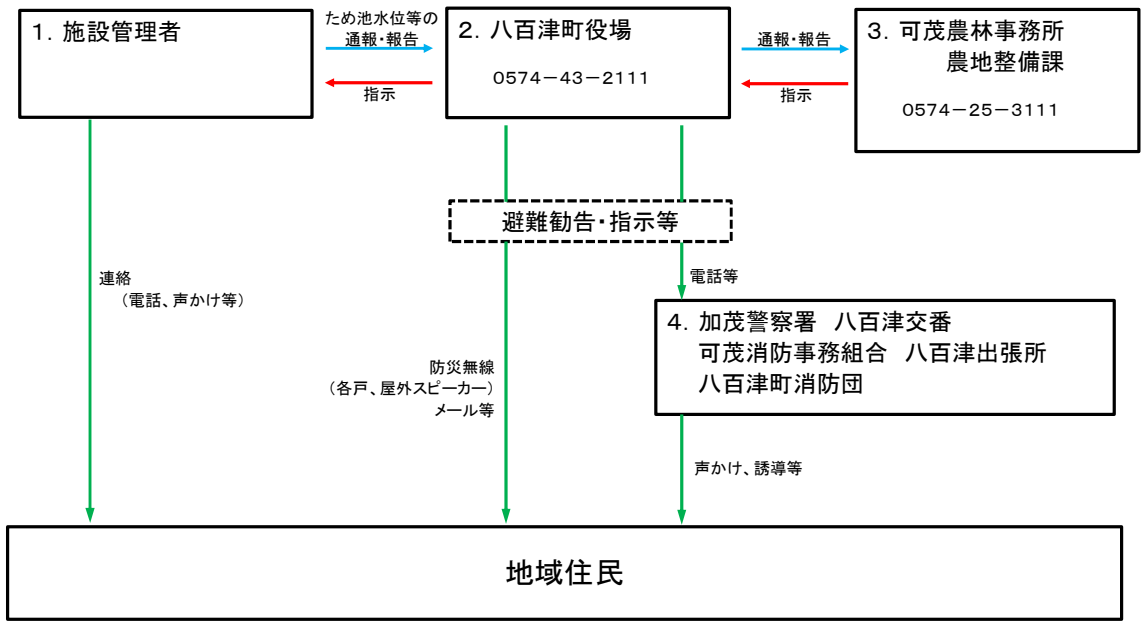 1．施設管理者
ため池水位等の
通報・報告
指示
2．八百津町役場
0574－43－2111
通報・報告
指示
3．可茂農林事務所
農地整備課
0574－25－3111
避難勧告・指示等
連絡
（電話、声かけ等）
電話等
4．加茂警察署　八百津交番
可茂消防事務組合　八百津出張所
八百津町消防団
防災無線
（各戸、屋外スピーカー）
メール等
声かけ、誘導等
地域住民